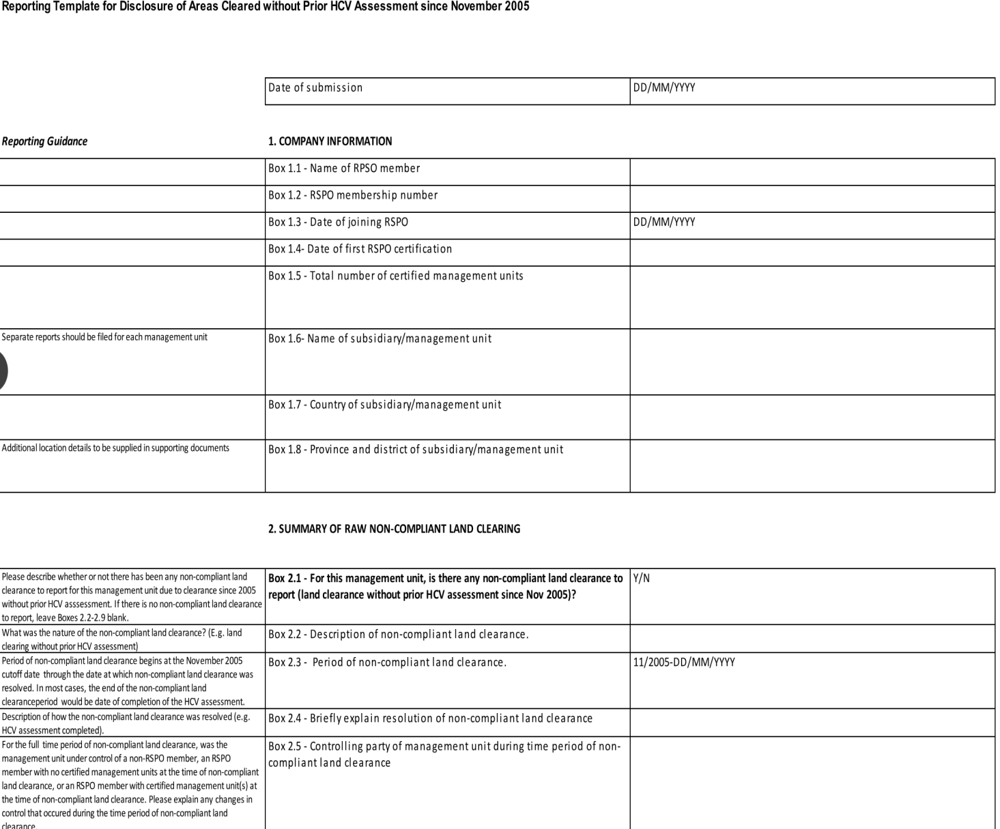 Reporting Template for Disclosure of Areas Cleared without Prior HCV Assessment since November 2005
Date of submission
DD/MM/YYYY
Reporting Guidance
1. COMPANY INFORMATION
Box 1.1 - Name of RPSO member
Box 1.2 - RSPO membership number
Box 1.3 - Date of joining RSPO
DD/MM/YYYY
Box 1.4- Date of first RSPO certification
Box 1.5 - Total number of certified management units
Separate reports should be filed for each management unit
Box 1.6- Name of subsidiary/management unit
Box 1.7 - Country of subsidiary/management unit
Additional location details to be supplied in supporting documents
Box 1.8 - Province and district of subsidiary/management unit
2. SUMMARY OF RAW NON-COMPLIANT LAND CLEARING
Please describe whether or not there has been any non-compliant land
clearance to report for this management unit due to clearance since 2005
without prior HCV asssessment. If there is no non-compliant land clearance
to report, leave Boxes 2.2-2.9 blank.
Box 2.1 - For this management unit, is there any non-compliant land clearance to
report (land clearance without prior HCV assessment since Nov 2005)?
Y/N
What was the nature of the non-compliant land clearance? (E.g. land
clearing without prior HCV assessment)
Box 2.2 - Description of non-compliant land clearance.
Period of non-compliant land clearance begins at the November 2005
cutoff date through the date at which non-compliant land clearance was
resolved. In most cases, the end of the non-compliant land
clearanceperiod would be date of completion of the HCV assessment.
Box 2.3 - Period of non-compliant land clearance.
11/2005-DD/MM/YYYY
Description of how the non-compliant land clearance was resolved (e.g.
HCV assessment completed).
Box 2.4 - Briefly explain resolution of non-compliant land clearance
For the full time period of non-compliant land clearance, was the
management unit under control of a non-RSPO member, an RSPO
member with no certified management units at the time of non-compliant
land clearance, or an RSPO member with certified management unit(s) at
the time of non-compliant land clearance. Please explain any changes in
control that occured during the time period of non-compliant land
clearance.
Box 2.5 - Controlling party of management unit during time period of non-
compliant land clearance